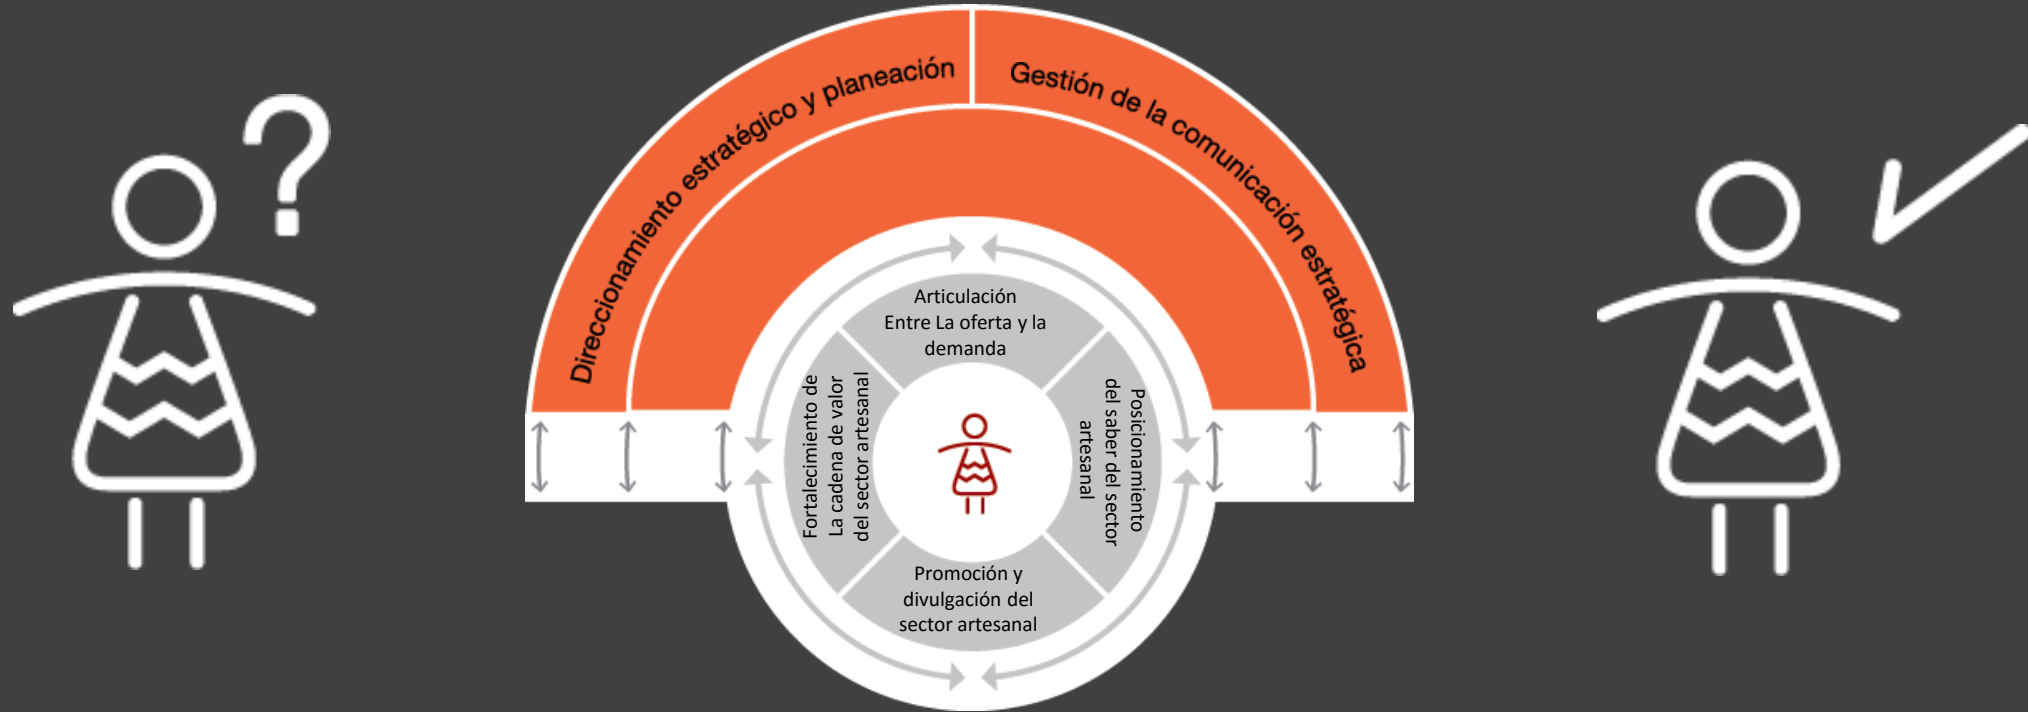 Direccionamiento estratégico y planeación
Gestión de la comunicación estratégica
Articulación
Entre La oferta y la
demanda
Fortalecimiento de
La cadena de valor
del sector artesanal
Posicionamiento
del saber del sector
artesanal
Promoción y
divulgación del
sector artesanal